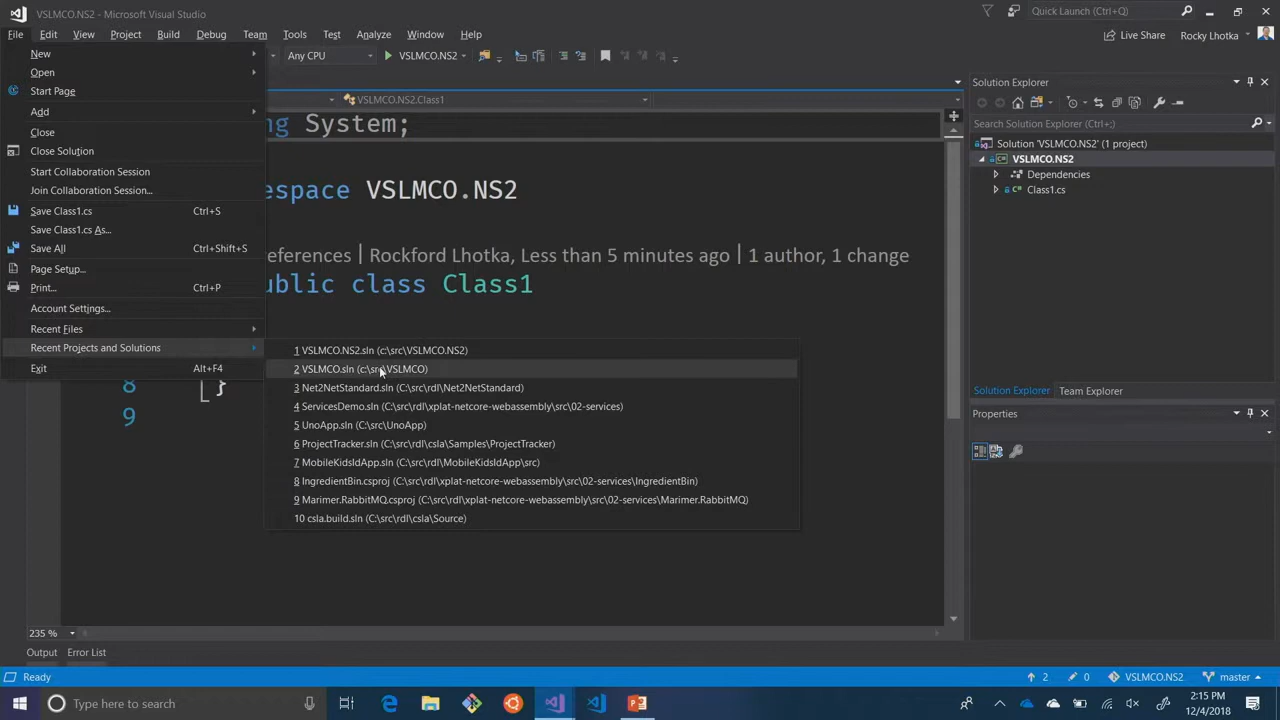 VSLMCO.NS2 - Microsoft Visual Studio
Quick Launch (Ctrl+Q)
File Edit View Project Build Debug Team Tools Test Analyze Window Help
Live Share
Rocky Lhotka
New
Any CPU
VSLMCO.NS2
Open
Start Page
Add
Close
Close Solution
Start Collaboration Session
Join Collaboration Session...
Save Class1.cs Ctrl+S
Save Class1.cs As...
Save All Ctrl+Shift+S
Page Setup...
Print... Ctrl+P
Account Settings...
Recent Files
Recent Projects and Solutions
Exit Alt+F4
1 VSLMCO.NS2.sln (c:\src\VSLMCO.NS2)
2 VSLMCO.sln (c:\src\VSLMCO)
3 Net2NetStandard.sln (C:\src\rdl\Net2NetStandard)
4 ServicesDemo.sln (C:\src\rdl\xplat-netcore-webassembly\src\02-services)
5 UnoApp.sln (C:\src\UnoApp)
6 ProjectTracker.sln (C:\src\rdl\csla\Samples\ProjectTracker)
7 MobileKidsIdApp.sln (C:\src\rdl\MobileKidsIdApp\src)
8 IngredientBin.csproj (C:\src\rdl\xplat-netcore-webassembly\src\02-services\IngredientBin)
9 Marimer.RabbitMQ.csproj (C:\src\rdl\xplat-netcore-webassembly\src\02-services\Marimer.RabbitMQ)
10 csla.build.sln (C:\src\rdl\csla\Source)
VSLMCO.NS2.Class1
ng System;
espace VSLMCO.NS2
eferences | Rockford Lhotka, Less than 5 minutes ago | 1 author, 1 change
ublic class Class1
8 }
9
235 %
Output Error List
Solution Explorer
Search Solution Explorer (Ctrl+;)
Solution 'VSLMCO.NS2' (1 project)
VSLMCO.NS2
Dependencies
C# Class1.cs
Solution Explorer Team Explorer
Properties
Ready
2
0
VSLMCO.NS2
master
Type here to search
2:15 PM
12/4/2018